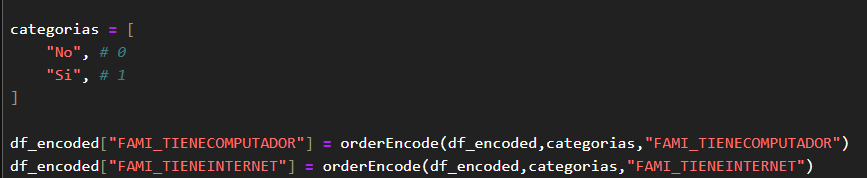 categorias = [
    "No", # 0
    "Si", # 1
]
df_encoded["FAMI_TIENECOMPUTADOR"] = orderEncode(df_encoded,categorias,"FAMI_TIENECOMPUTADOR")
df_encoded["FAMI_TIENEINTERNET"] = orderEncode(df_encoded,categorias,"FAMI_TIENEINTERNET")